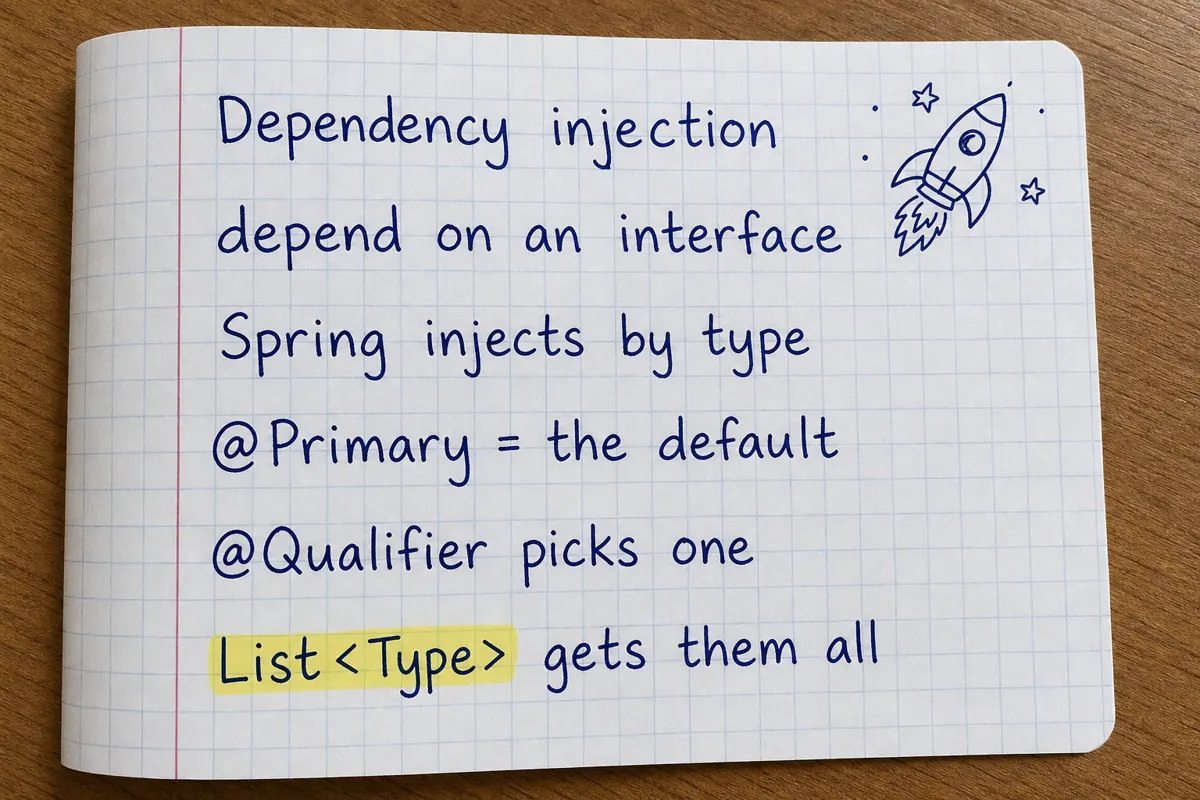 Dependency injection
depend on an interface
Spring injects by type
@Primary = the default
@Qualifier picks one
List<Type> gets them all